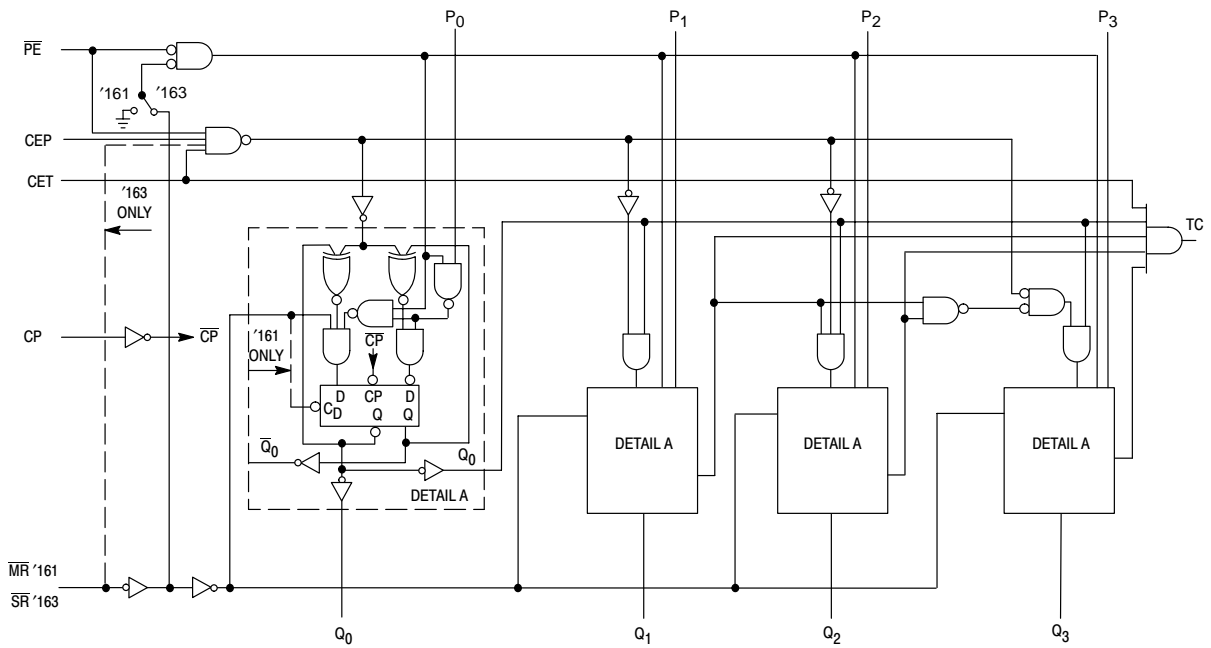 P0
P1
P2
P3
PE
'161
'163
CEP
CET
'163
ONLY
TC
CP
CP
'161
ONLY
CP
D
CP
D
CD
Q
Q
Q0
Q0
DETAIL A
DETAIL A
DETAIL A
DETAIL A
MR '161
SR '163
Q0
Q1
Q2
Q3